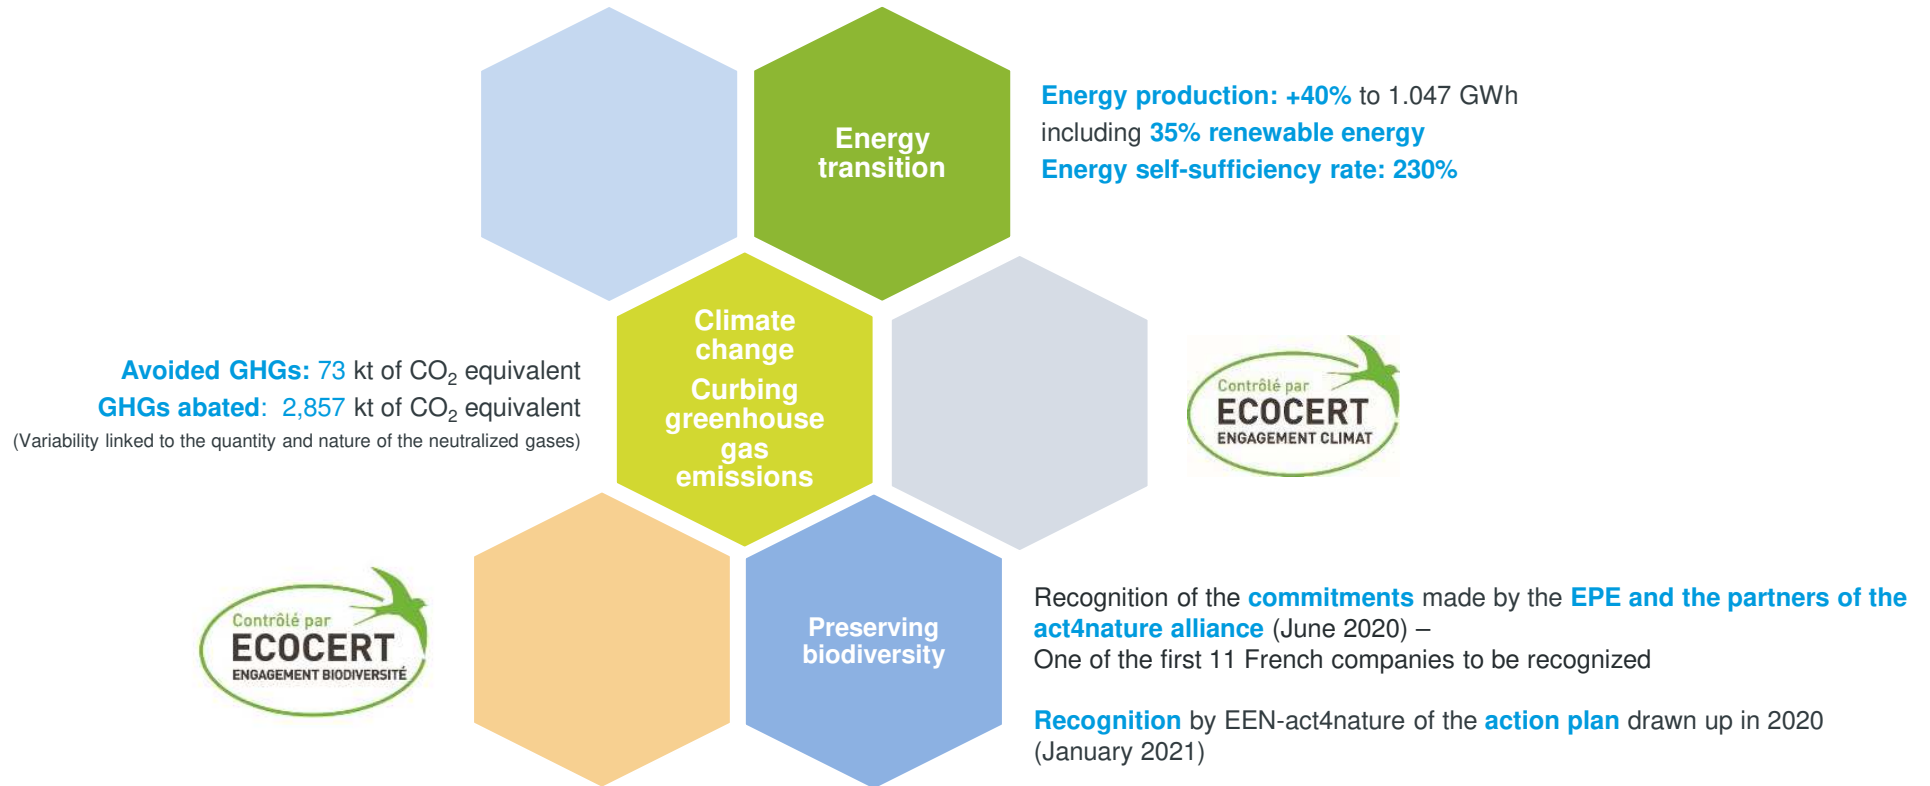 Energy
transition
Energy production: +40% to 1.047 GWh
including 35% renewable energy
Energy self-sufficiency rate: 230%
Climate
change
Curbing
greenhouse
gas
emissions
Avoided GHGs: 73 kt of CO₂ equivalent
GHGs abated: 2,857 kt of CO₂ equivalent
(Variability linked to the quantity and nature of the neutralized gases)
Contrôlé par
ECOCERT
ENGAGEMENT CLIMAT
Contrôlé par
ECOCERT
ENGAGEMENT BIODIVERSITÉ
Preserving
biodiversity
Recognition of the commitments made by the EPE and the partners of the
act4nature alliance (June 2020) –
One of the first 11 French companies to be recognized
Recognition by EEN-act4nature of the action plan drawn up in 2020
(January 2021)